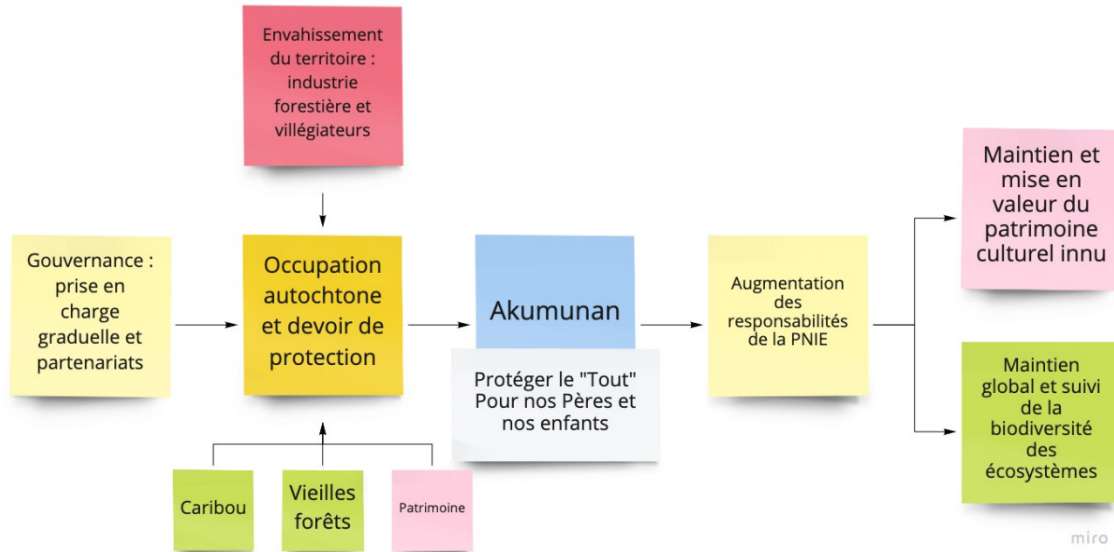 Envahissement
du territoire :
industrie
forestière et
villégiateurs
Gouvernance :
prise en
charge
graduelle et
partenariats
Occupation
autochtone
et devoir de
protection
Akumunan
Protéger le "Tout"
Pour nos Pères et
nos enfants
Augmentation
des
responsabilités
de la PNIE
Maintien et
mise en
valeur du
patrimoine
culturel innu
Maintien
global et suivi
de la
biodiversité
des
écosystèmes
Caribou
Vieilles
forêts
Patrimoine
miro